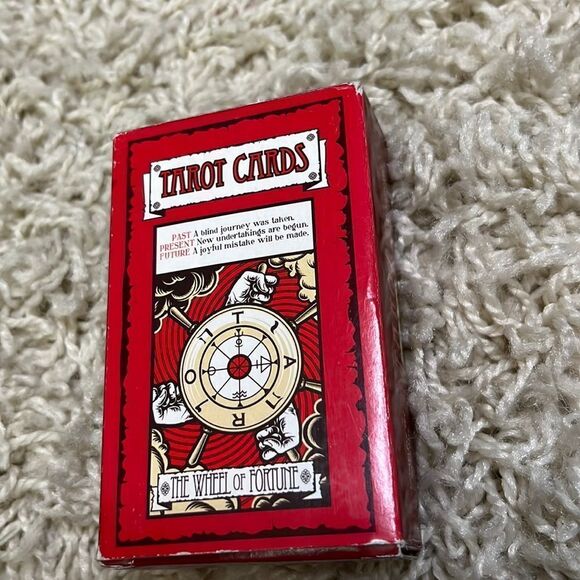 TAROT CARDS
PAST A blind journey was taken.
PRESENT New undertakings are begun.
FUTURE A joyful mistake will be made.
T
A
R
O
THE WHEEL OF FORTUNE